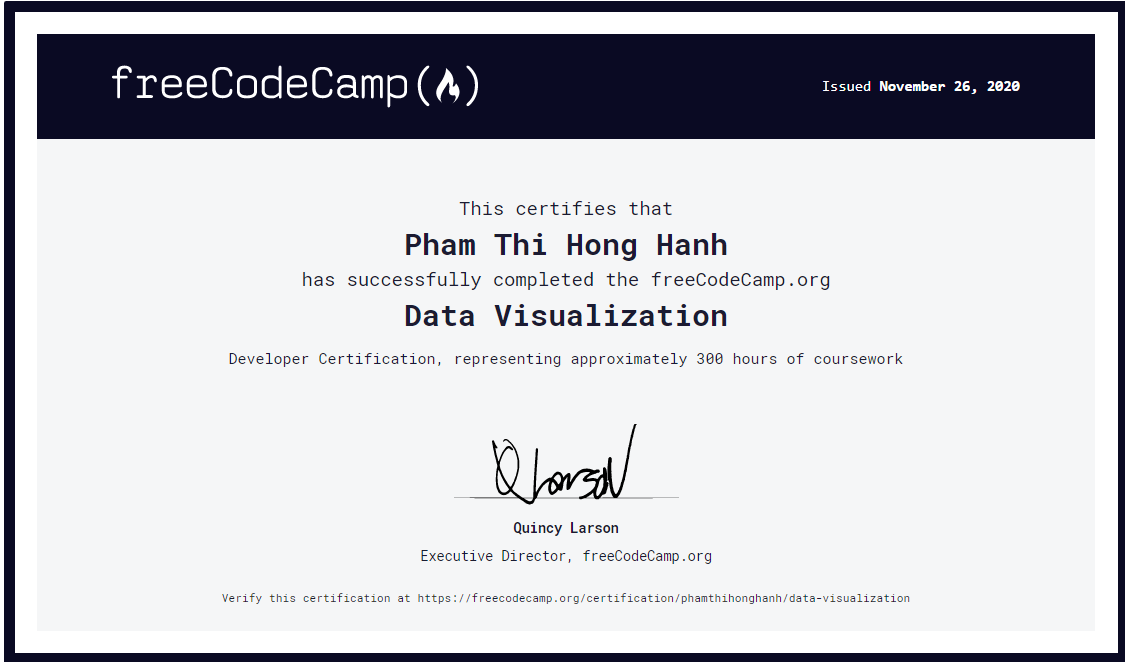 freeCodeCamp(🔥)
Issued November 26, 2020
This certifies that
Pham Thi Hong Hanh
has successfully completed the freeCodeCamp.org
Data Visualization
Developer Certification, representing approximately 300 hours of coursework
QLarson
Quincy Larson
Executive Director, freeCodeCamp.org
Verify this certification at https://freecodecamp.org/certification/phamthihonghanh/data-visualization